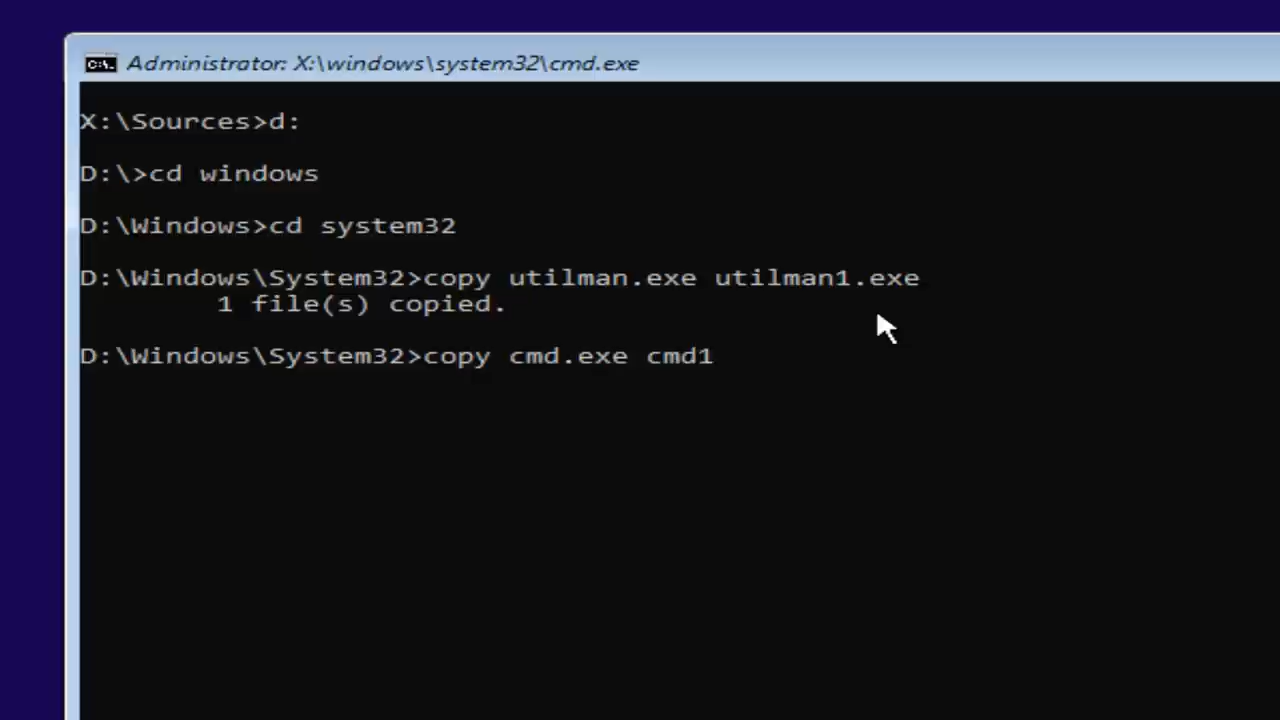 C:\.
Administrator: X:\windows\system32\cmd.exe
X:\Sources>d:
D:\>cd windows
D:\Windows>cd system32
D:\Windows\System32>copy utilman.exe utilman1.exe
1 file(s) copied.
D:\Windows\System32>copy cmd.exe cmd1